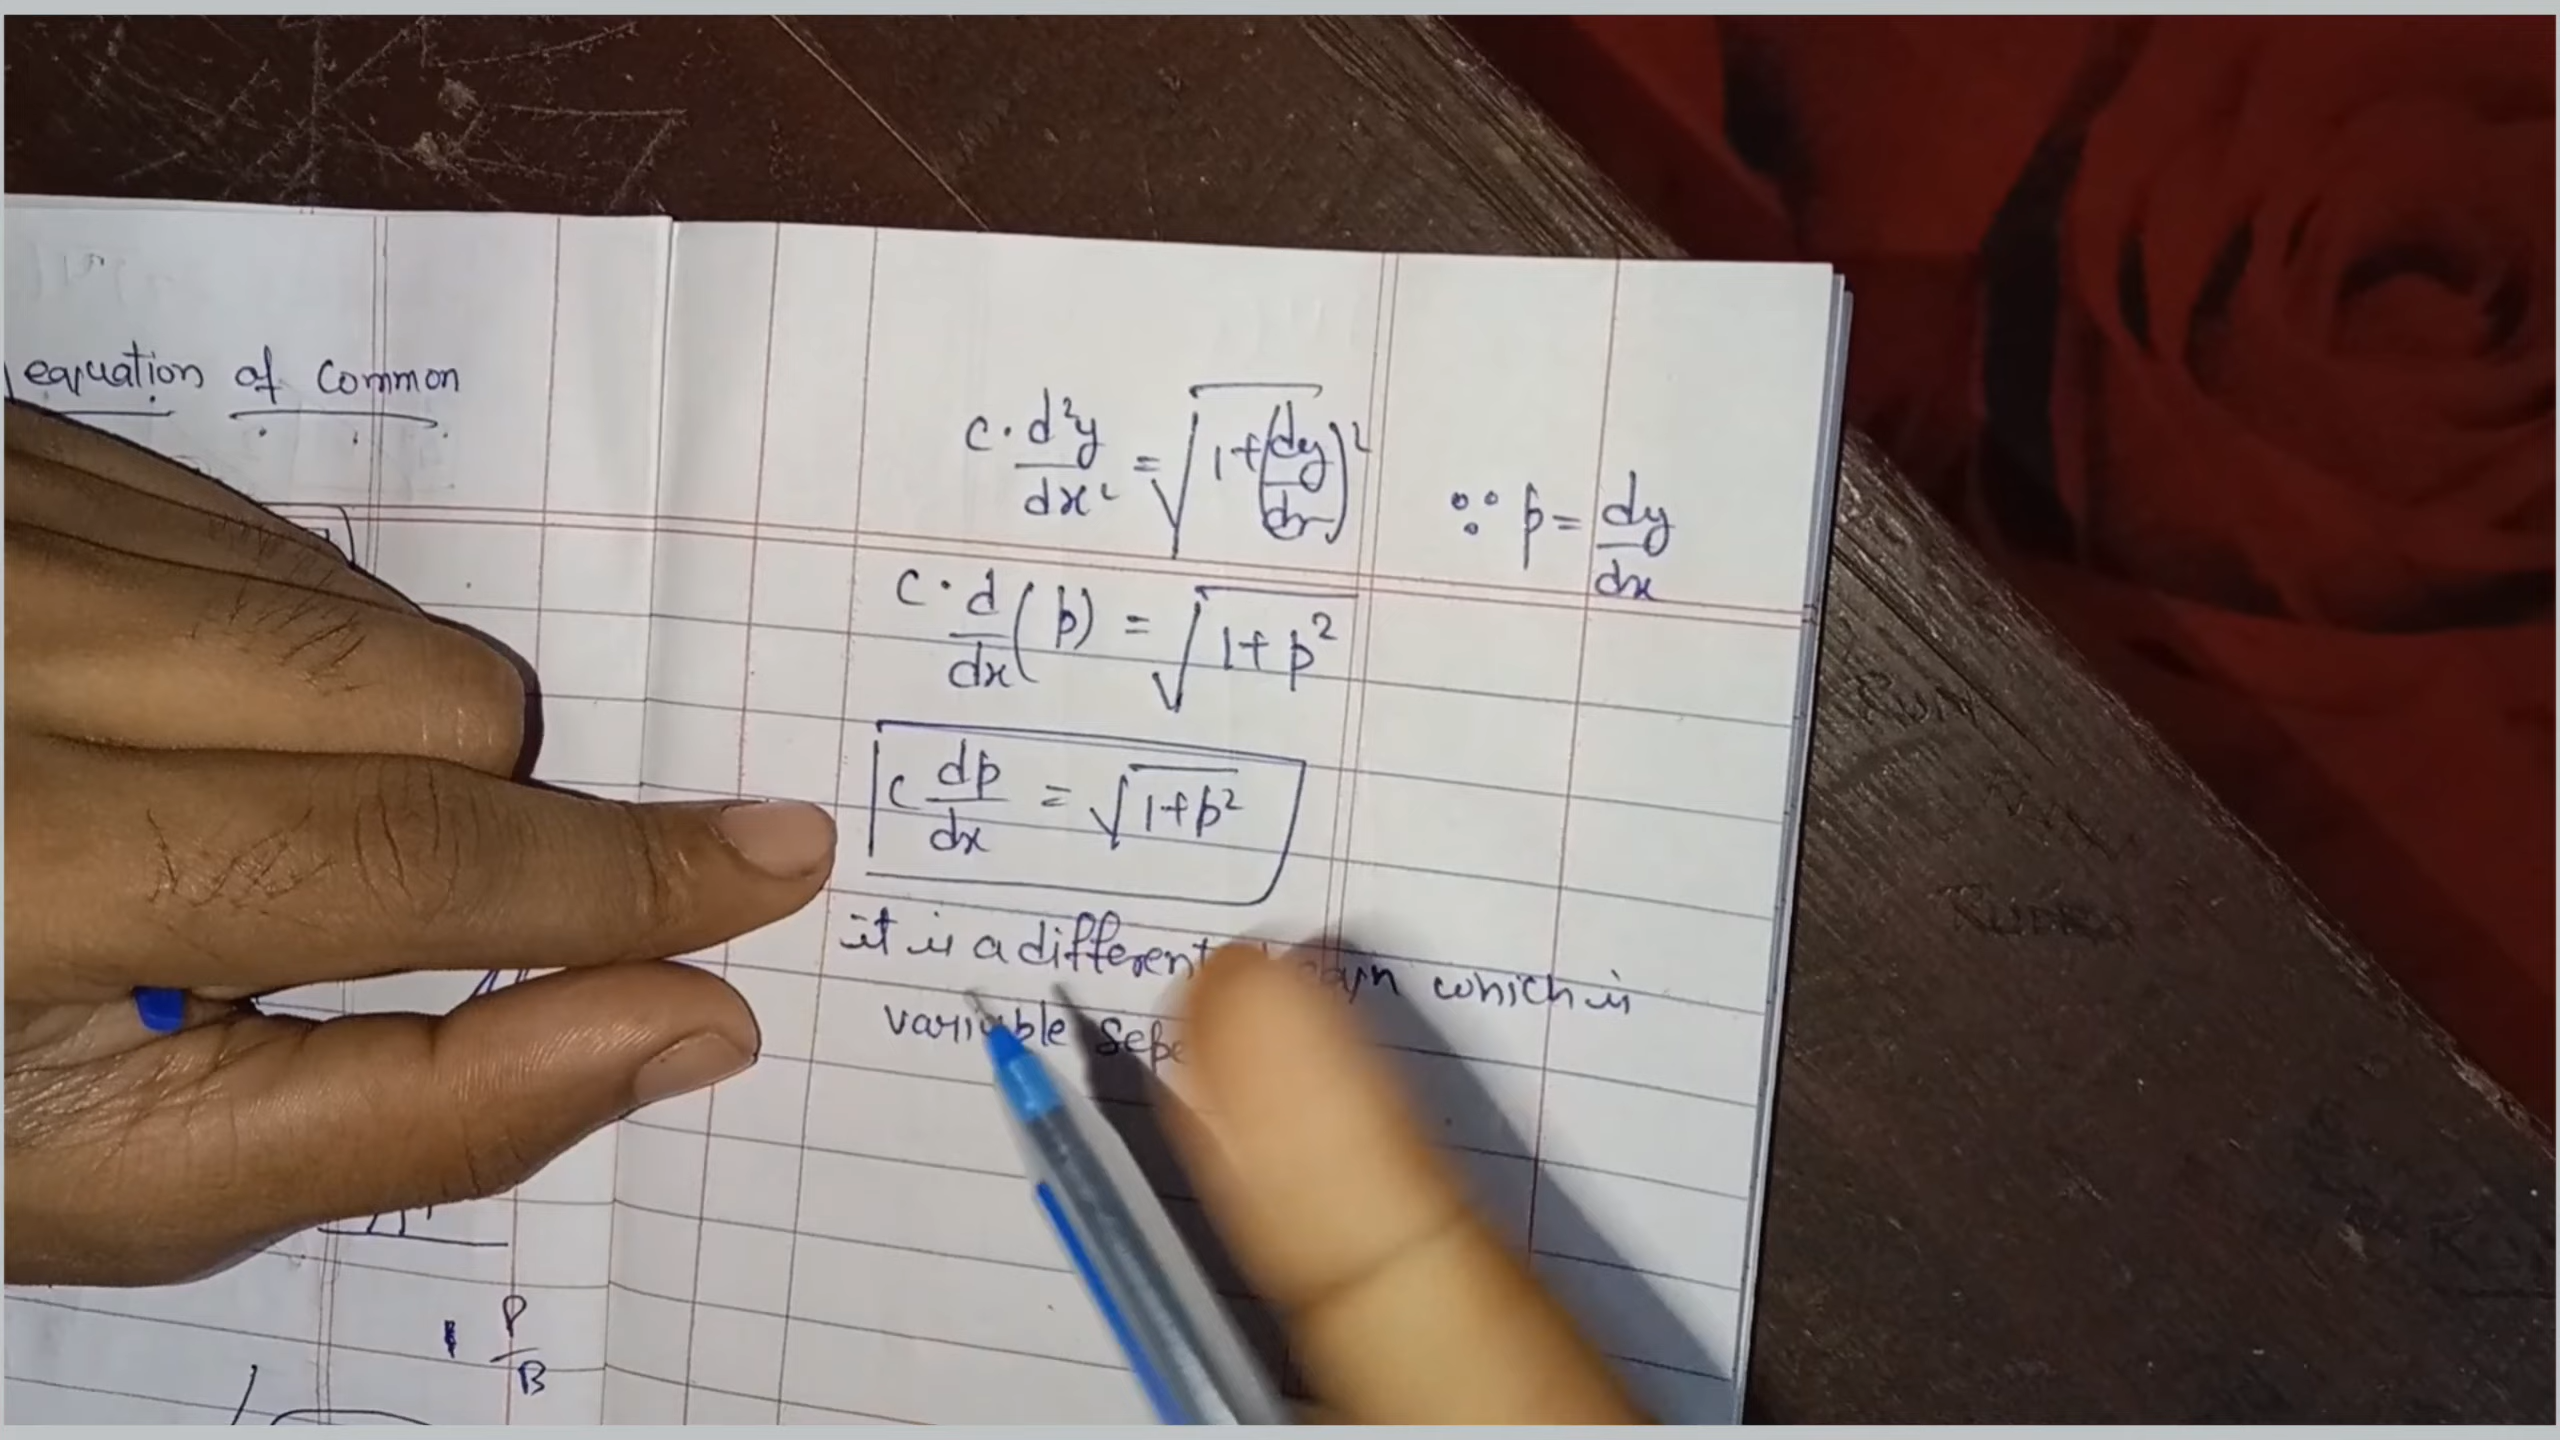 equation of Common
c · d²y/dx² = √1+(dy/dx)² ∵ p = dy/dx
c · d/dx (p) = √1+p²
c dp/dx = √1+p²
it is a which is
variable
P/B